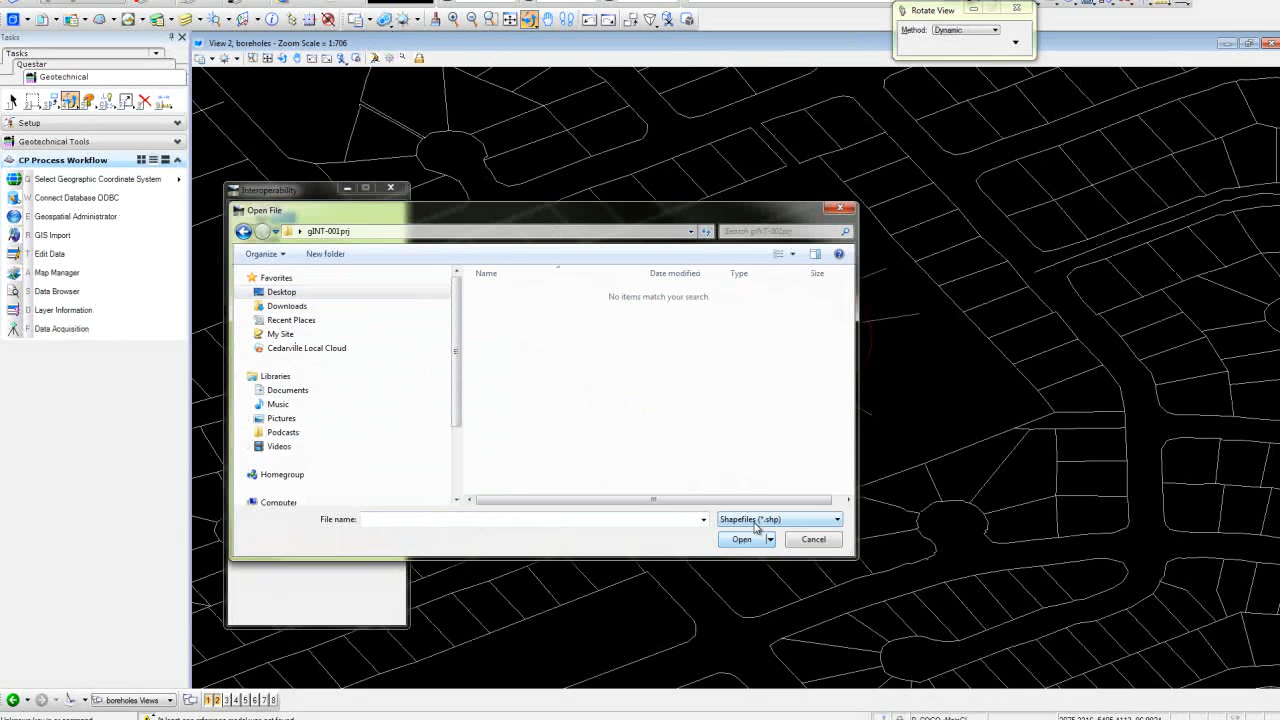 Rotate View
Method: Dynamic
Tasks
Tasks
Questar
Geotechnical
View 2, boreholes - Zoom Scale = 1:706
Setup
Geotechnical Tools
CP Process Workflow
Q Select Geographic Coordinate System
W Connect Database ODBC
E Geospatial Administrator
R GIS Import
T Edit Data
A Map Manager
S Data Browser
D Layer Information
F Data Acquisition
Interoperability
Open File
gINT-001prj
Search gINT-001prj
Organize
New folder
Name
Date modified
Type
Size
No items match your search.
Favorites
Desktop
Downloads
Recent Places
My Site
Cedarville Local Cloud
Libraries
Documents
Music
Pictures
Podcasts
Videos
Homegroup
Computer
File name:
Shapefiles (*.shp)
Open
Cancel
boreholes Views
1 2 3 4 5 6 7 8